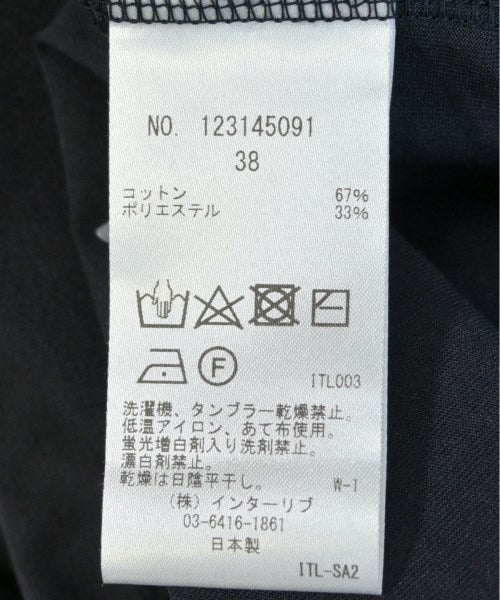 NO. 123145091
38
コットン 67%
ポリエステル 33%
F
ITL003
洗濯機、タンブラー乾燥禁止。
低温アイロン、あて布使用。
蛍光増白剤入り洗剤禁止。
漂白剤禁止。
乾燥は日陰平干し。 W-1
(株)インターリブ
03-6416-1861
日本製
ITL-SA2